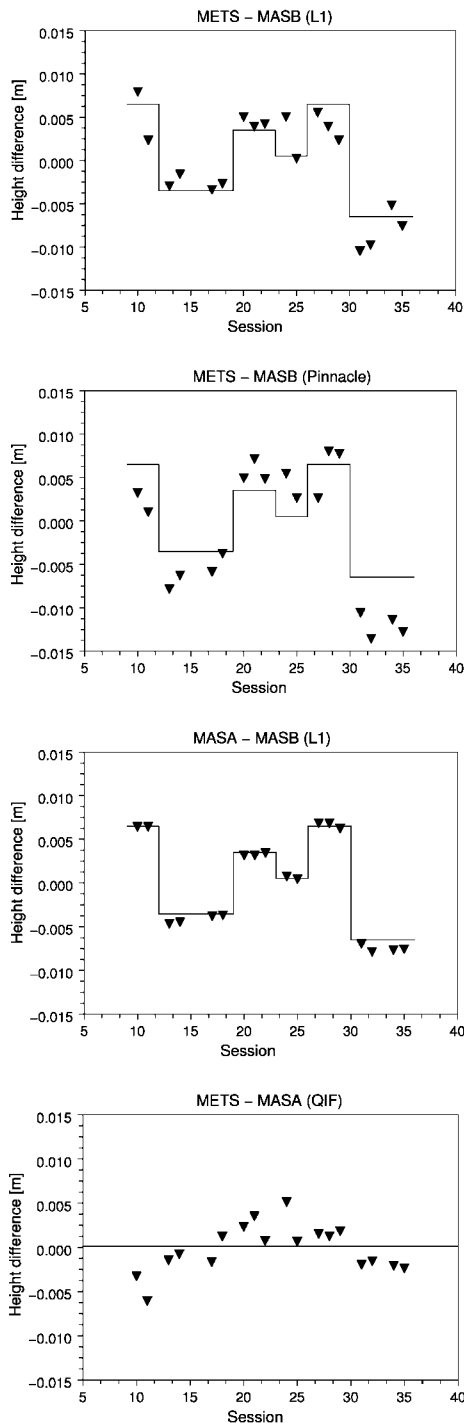 METS − MASB (L1)
0.015
0.010
0.005
0.000
−0.005
−0.010
−0.015
Height difference [m]
5 10 15 20 25 30 35 40
Session
METS − MASB (Pinnacle)
0.015
0.010
0.005
0.000
−0.005
−0.010
−0.015
Height difference [m]
5 10 15 20 25 30 35 40
Session
MASA − MASB (L1)
0.015
0.010
0.005
0.000
−0.005
−0.010
−0.015
Height difference [m]
5 10 15 20 25 30 35 40
Session
METS − MASA (QIF)
0.015
0.010
0.005
0.000
−0.005
−0.010
−0.015
Height difference [m]
5 10 15 20 25 30 35 40
Session